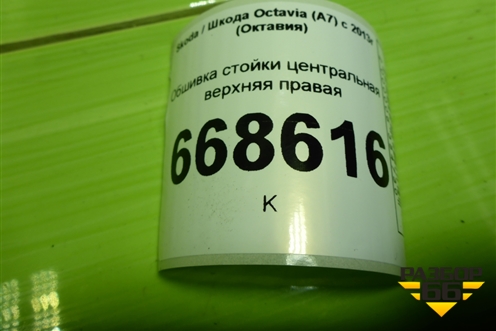 Skoda / Шкода Octavia (A7) с 2013г
(Октавия)
Обшивка стойки центральная
верхняя правая
668616
К
РАЗБОР
66